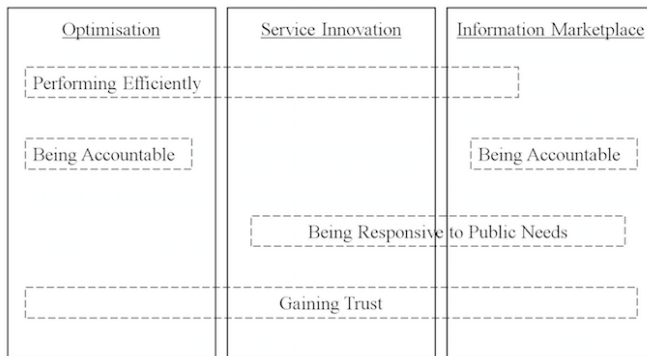 Optimisation Service Innovation Information Marketplace
Performing Efficiently
Being Accountable Being Accountable
Being Responsive to Public Needs
Gaining Trust